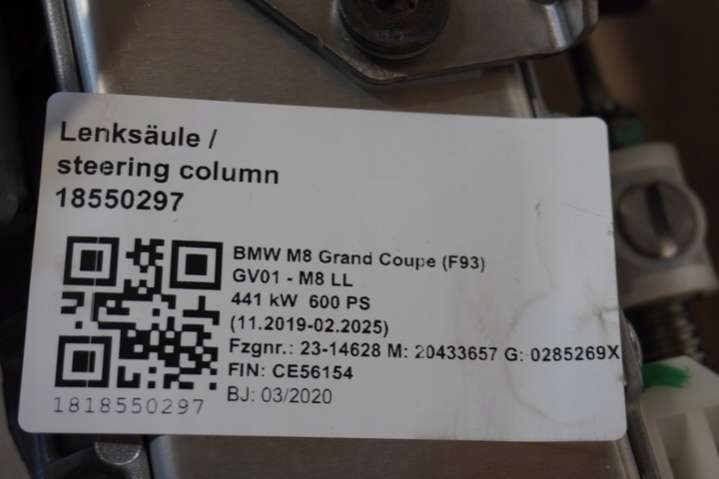 Lenksäule /
steering column
18550297
BMW M8 Grand Coupe (F93)
GV01 - M8 LL
441 kW 600 PS
(11.2019-02.2025)
Fzgnr.: 23-14628 M: 20433657 G: 0285269X
FIN: CE56154
BJ: 03/2020
1818550297